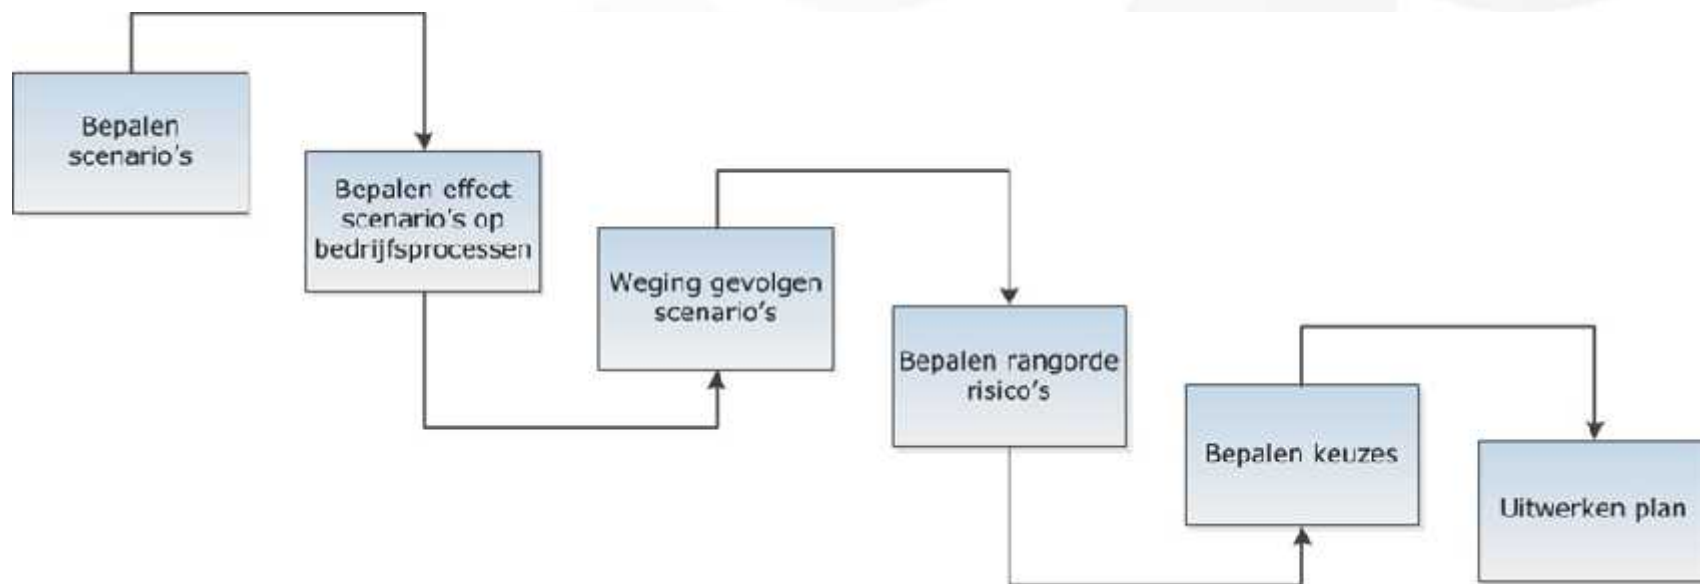 Bepalen
scenario's
Bepalen effect
scenario's op
bedrijfsprocessen
Weging gevolgen
scenario's
Bepalen rangorde
risico's
Bepalen keuzes
Uitwerken plan